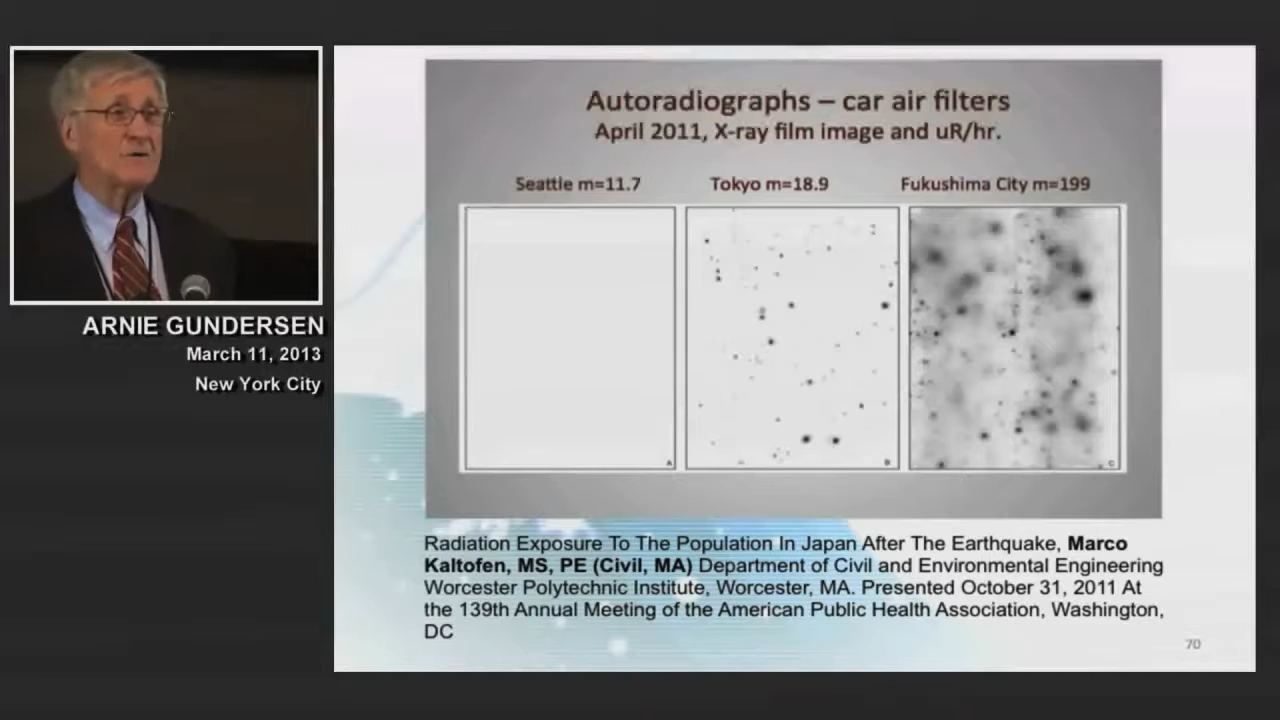 Autoradiographs – car air filters
April 2011, X-ray film image and uR/hr.
Seattle m=11.7
Tokyo m=18.9
Fukushima City m=199
A
B
C
ARNIE GUNDERSEN
March 11, 2013
New York City
Radiation Exposure To The Population In Japan After The Earthquake, Marco
Kaltofen, MS, PE (Civil, MA) Department of Civil and Environmental Engineering
Worcester Polytechnic Institute, Worcester, MA. Presented October 31, 2011 At
the 139th Annual Meeting of the American Public Health Association, Washington,
DC
70